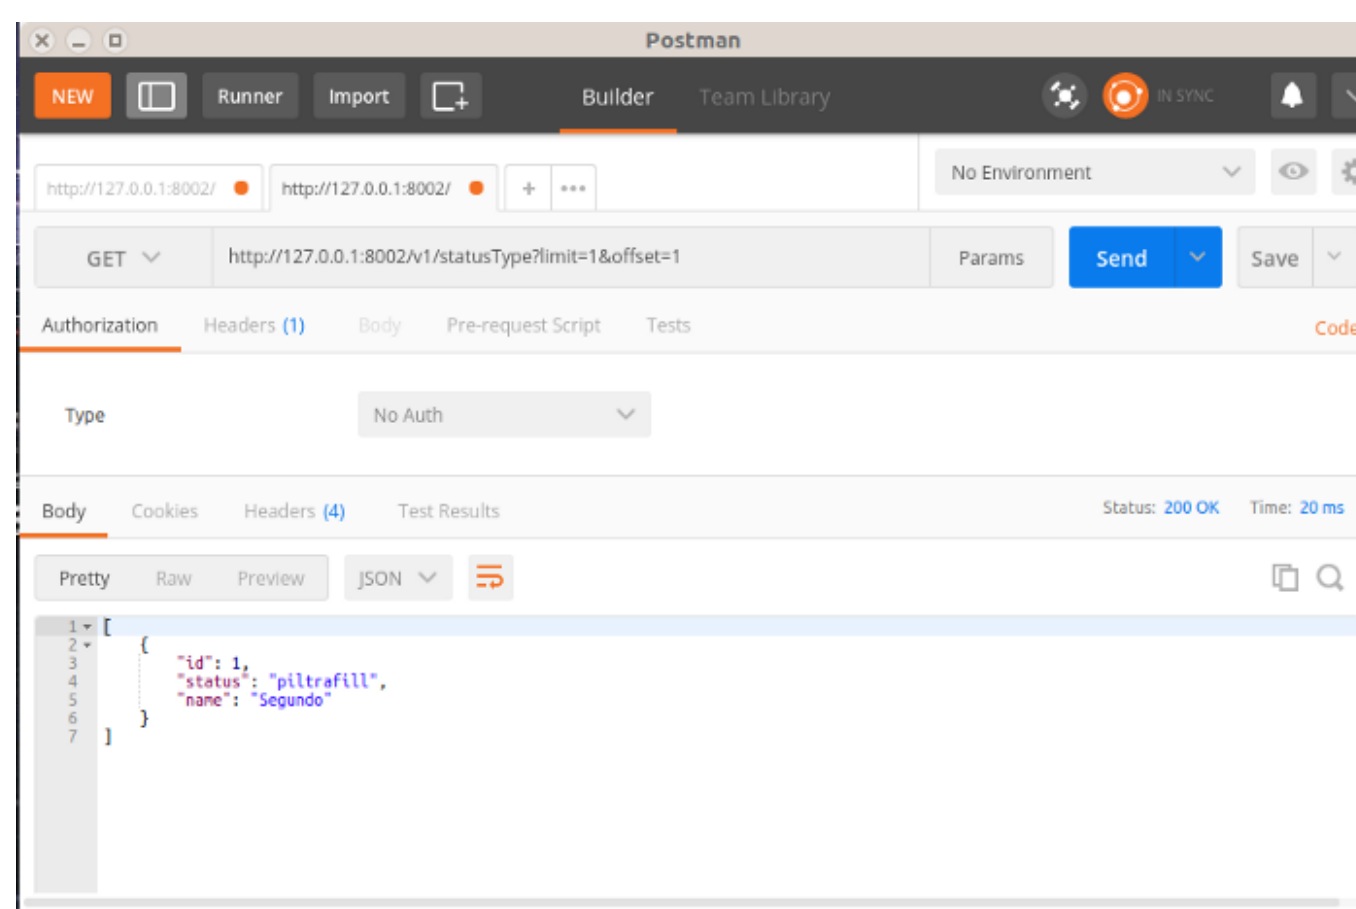 Postman
NEW Runner Import Builder Team Library IN SYNC
http://127.0.0.1:8002/ http://127.0.0.1:8002/ + ••• No Environment
GET http://127.0.0.1:8002/v1/statusType?limit=1&offset=1 Params Send Save
Authorization Headers (1) Body Pre-request Script Tests Code
Type No Auth
Body Cookies Headers (4) Test Results Status: 200 OK Time: 20 ms
Pretty Raw Preview JSON
1 [
2 {
3 "id": 1,
4 "status": "piltrafill",
5 "name": "Segundo"
6 }
7 ]